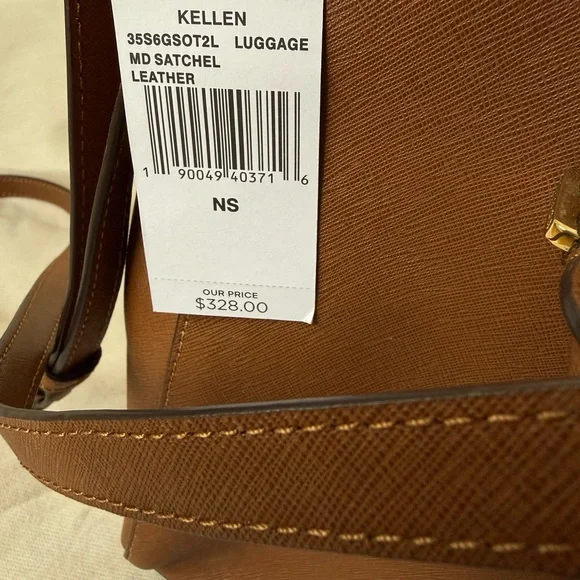 KELLEN
35S6GSOT2L LUGGAGE
MD SATCHEL
LEATHER
1 90049 40371 6
NS
OUR PRICE
$328.00